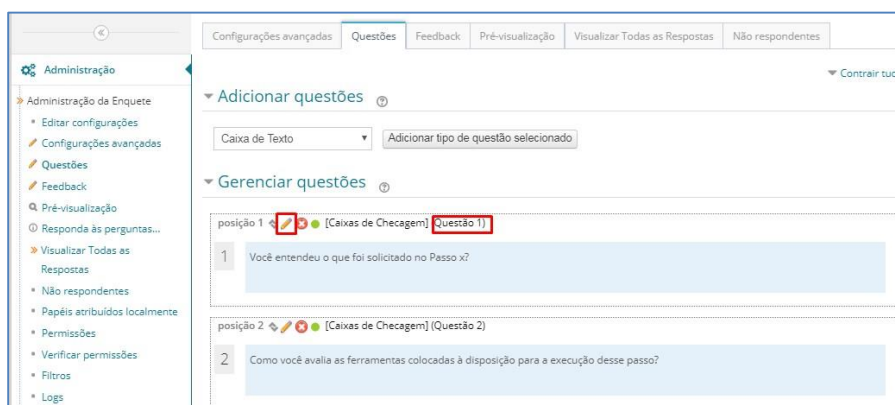 Configurações avançadas Questões Feedback Pré-visualização Visualizar Todas as Respostas Não respondentes
Administração
Contrair tud
Administração da Enquete
Editar configurações
Configurações avançadas
Questões
Feedback
Pré-visualização
Responda às perguntas...
Visualizar Todas as
Respostas
Não respondentes
Papéis atribuídos localmente
Permissões
Verificar permissões
Filtros
Logs
Adicionar questões
Caixa de Texto Adicionar tipo de questão selecionado
Gerenciar questões
posição 1 [Caixas de Checagem] (Questão 1)
1 Você entendeu o que foi solicitado no Passo x?
posição 2 [Caixas de Checagem] (Questão 2)
2 Como você avalia as ferramentas colocadas à disposição para a execução desse passo?